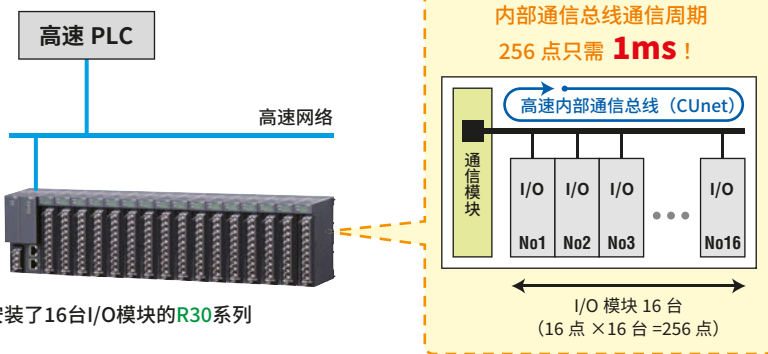 高速 PLC
高速网络
安装了16台I/O模块的R30系列
内部通信总线通信周期
256 点只需 1ms！
高速内部通信总线（CUnet）
通信模块
I/O I/O I/O I/O
No1 No2 No3 No16
I/O 模块 16 台
（16 点 ×16 台 =256 点）